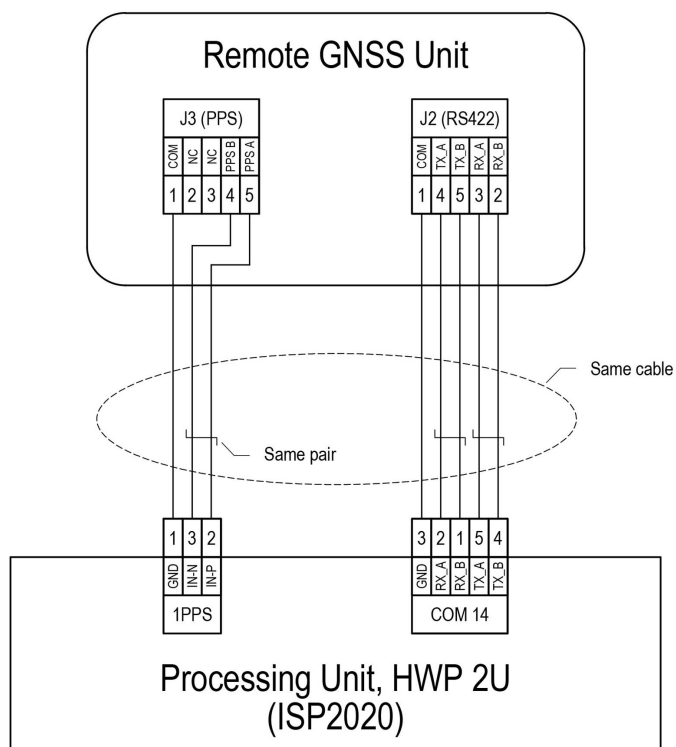 Remote GNSS Unit
J3 (PPS)
COM NC NC PPS B PPS A
1 2 3 4 5
J2 (RS422)
COM TX_A TX_B RX_A RX_B
1 4 5 3 2
Same cable
Same pair
1 3 2
GND IN-N IN-P
1PPS
3 2 1 5 4
GND RX_A RX_B TX_A TX_B
COM 14
Processing Unit, HWP 2U
(ISP2020)